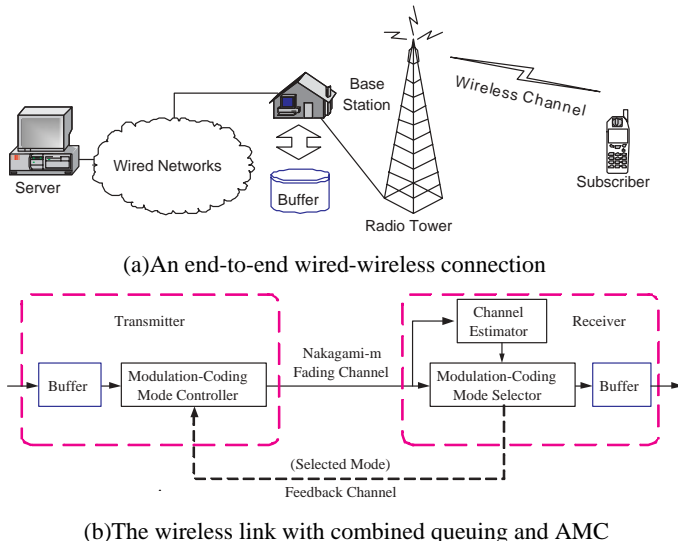 Base
Station
Wireless Channel
Wired Networks
Server
Buffer
Subscriber
Radio Tower
(a)An end-to-end wired-wireless connection
Transmitter
Channel
Estimator
Receiver
Nakagami-m
Fading Channel
Buffer
Modulation-Coding
Mode Controller
Modulation-Coding
Mode Selector
Buffer
(Selected Mode)
Feedback Channel
(b)The wireless link with combined queuing and AMC